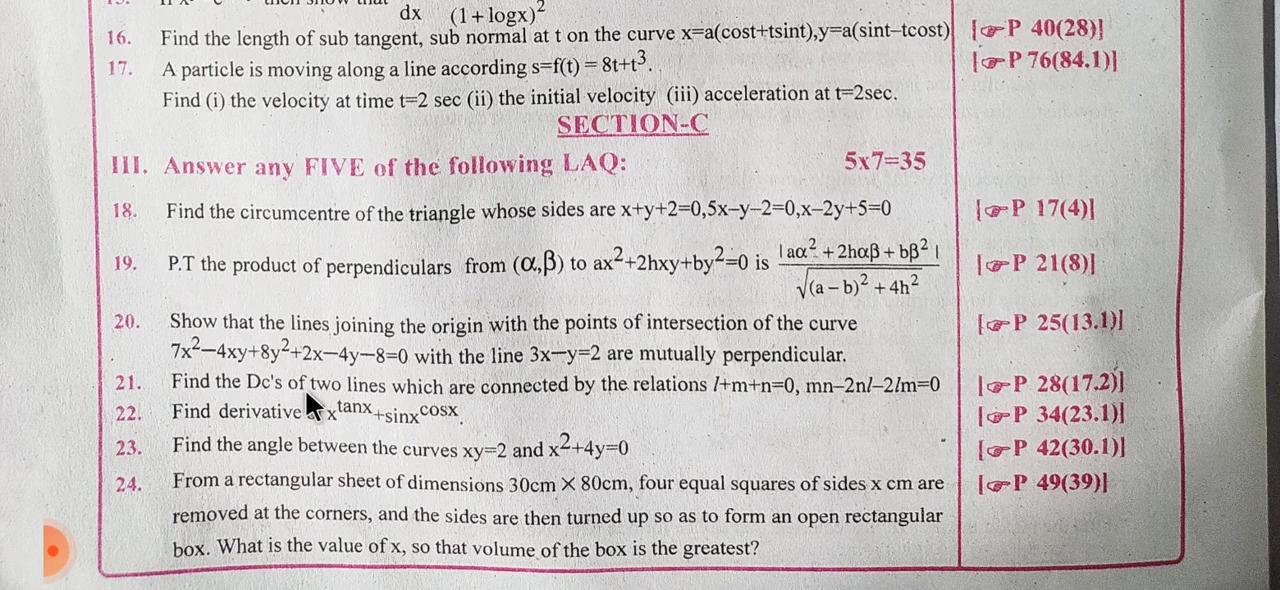 dx (1+logx)2
16. Find the length of sub tangent, sub normal at t on the curve x=a(cost+tsint),y=a(sint–tcost) [☞P 40(28)]
17. A particle is moving along a line according s=f(t) = 8t+t3. [☞P 76(84.1)]
Find (i) the velocity at time t=2 sec (ii) the initial velocity (iii) acceleration at t=2sec.
SECTION-C
III. Answer any FIVE of the following LAQ: 5x7=35
18. Find the circumcentre of the triangle whose sides are x+y+2=0,5x–y–2=0,x–2y+5=0 [☞P 17(4)]
19. P.T the product of perpendiculars from (α,β) to ax2+2hxy+by2=0 is |aα2 + 2hαβ + bβ2| / √(a – b)2 + 4h2 [☞P 21(8)]
20. Show that the lines joining the origin with the points of intersection of the curve [☞P 25(13.1)]
7x2–4xy+8y2+2x–4y–8=0 with the line 3x–y=2 are mutually perpendicular.
21. Find the Dc's of two lines which are connected by the relations l+m+n=0, mn–2nl–2lm=0 [☞P 28(17.2)]
22. Find derivative xtanx+sinxcosx. [☞P 34(23.1)]
23. Find the angle between the curves xy=2 and x2+4y=0 [☞P 42(30.1)]
24. From a rectangular sheet of dimensions 30cm × 80cm, four equal squares of sides x cm are [☞P 49(39)]
removed at the corners, and the sides are then turned up so as to form an open rectangular
box. What is the value of x, so that volume of the box is the greatest?